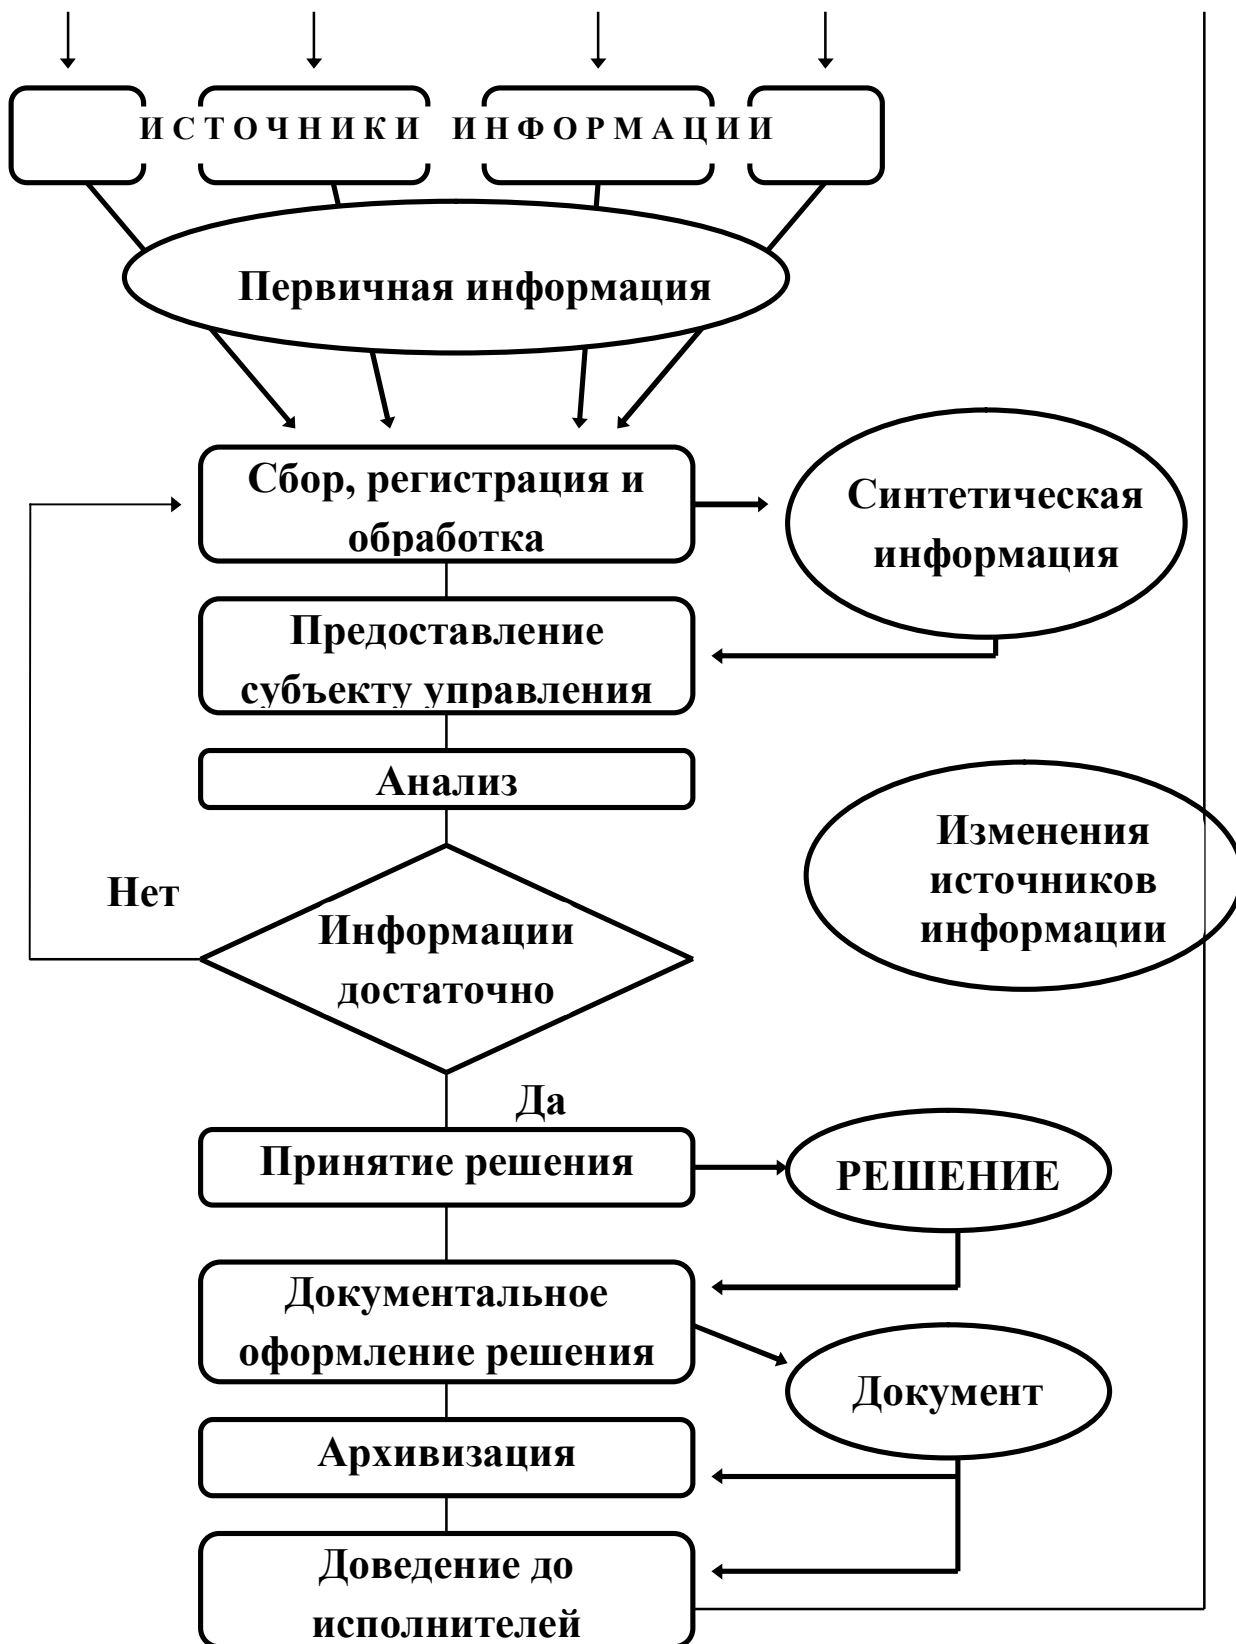 ИСТОЧНИКИ ИНФОРМАЦИИ
Первичная информация
Сбор, регистрация и
обработка
Синтетическая
информация
Предоставление
субъекту управления
Анализ
Изменения
источников
информации
Нет
Информации
достаточно
Да
Принятие решения
РЕШЕНИЕ
Документальное
оформление решения
Документ
Архивизация
Доведение до
исполнителей